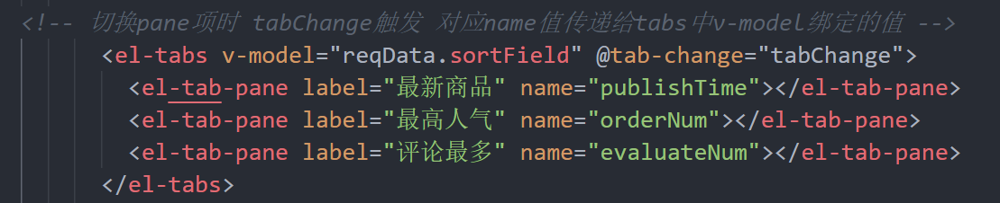 <!-- 切换pane项时 tabChange触发 对应name值传递给tabs中v-model绑定的值 -->
<el-tabs v-model="reqData.sortField" @tab-change="tabChange">
<el-tab-pane label="最新商品" name="publishTime"></el-tab-pane>
<el-tab-pane label="最高人气" name="orderNum"></el-tab-pane>
<el-tab-pane label="评论最多" name="evaluateNum"></el-tab-pane>
</el-tabs>